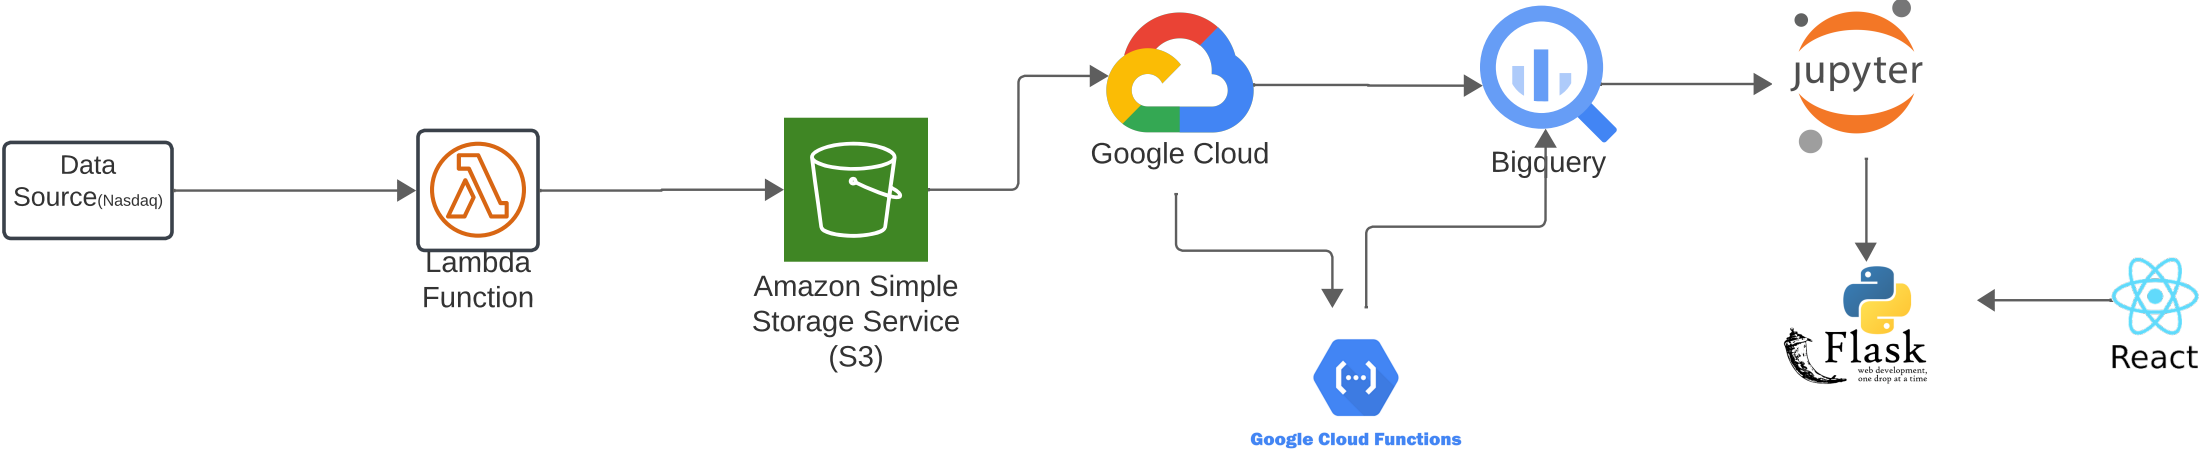 Data
Source(Nasdaq)
Lambda
Function
Amazon Simple
Storage Service
(S3)
Google Cloud
Google Cloud Functions
Bigquery
jupyter
Flask
web development,
one drop at a time
React